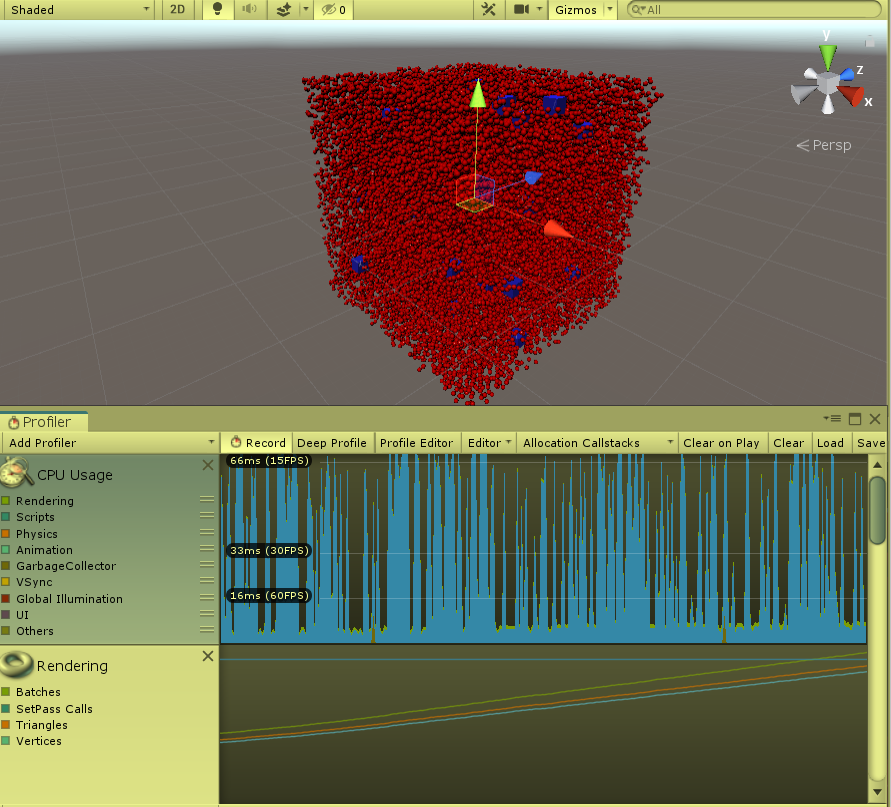 Shaded 2D 0 Gizmos All
y
z
x
Persp
Profiler
Add Profiler Record Deep Profile Profile Editor Editor Allocation Callstacks Clear on Play Clear Load Save
CPU Usage
Rendering
Scripts
Physics
Animation
GarbageCollector
VSync
Global Illumination
UI
Others
66ms (15FPS)
33ms (30FPS)
16ms (60FPS)
Rendering
Batches
SetPass Calls
Triangles
Vertices